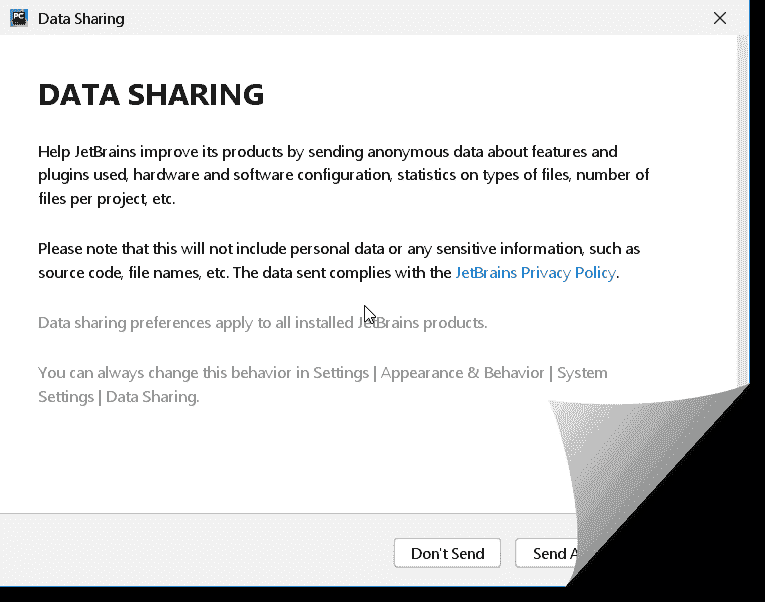 PC Data Sharing
DATA SHARING
Help JetBrains improve its products by sending anonymous data about features and
plugins used, hardware and software configuration, statistics on types of files, number of
files per project, etc.
Please note that this will not include personal data or any sensitive information, such as
source code, file names, etc. The data sent complies with the JetBrains Privacy Policy.
Data sharing preferences apply to all installed JetBrains products.
You can always change this behavior in Settings | Appearance & Behavior | System
Settings | Data Sharing.
Don't Send Send